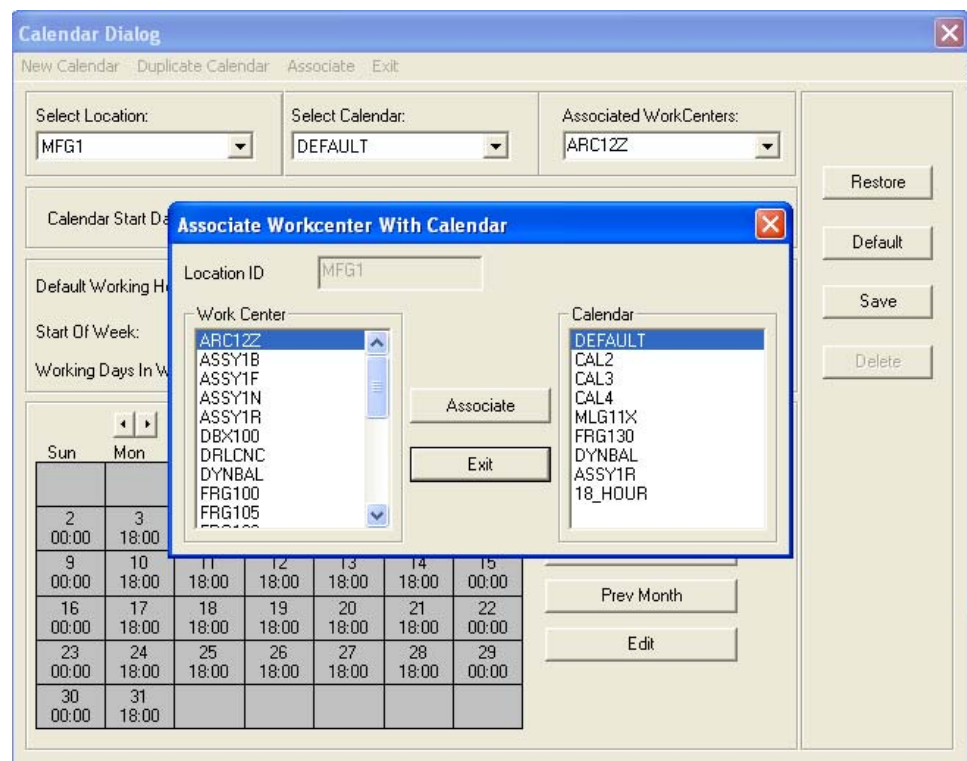 Calendar Dialog
New Calendar Duplicate Calendar Associate Exit
Select Location:
MFG1
Select Calendar:
DEFAULT
Associated WorkCenters:
ARC12Z
Restore
Default
Save
Delete
Calendar Start Da
Default Working H
Start Of Week:
Working Days In W
Associate Workcenter With Calendar
Location ID
MFG1
Work Center
ARC12Z
ASSY1B
ASSY1F
ASSY1N
ASSY1R
DBX100
DRLCNC
DYNBAL
FRG100
FRG105
Associate
Exit
Calendar
DEFAULT
CAL2
CAL3
CAL4
MLG11X
FRG130
DYNBAL
ASSY1R
18_HOUR
Sun Mon
2 3
00:00 18:00
9 10 11 12 13 14 15
00:00 18:00 18:00 18:00 18:00 18:00 00:00
16 17 18 19 20 21 22
00:00 18:00 18:00 18:00 18:00 18:00 00:00
23 24 25 26 27 28 29
00:00 18:00 18:00 18:00 18:00 18:00 00:00
30 31
00:00 18:00
Prev Month
Edit